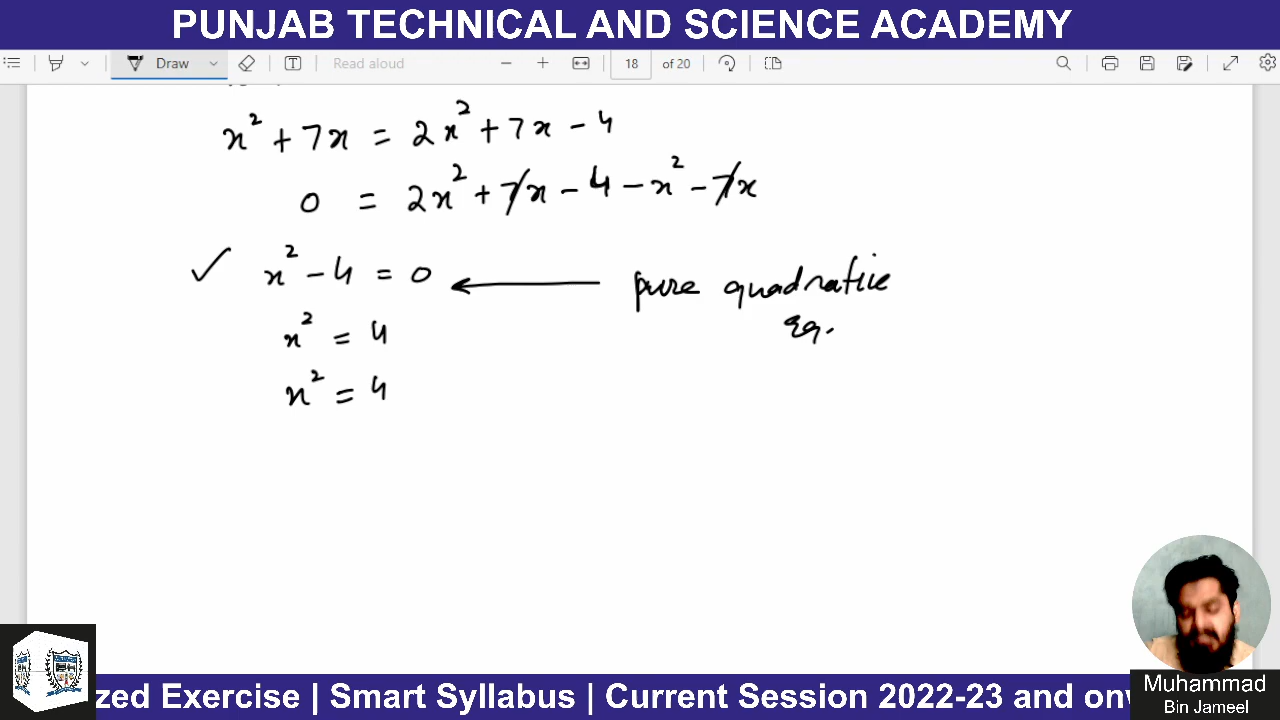 PUNJAB TECHNICAL AND SCIENCE ACADEMY
Draw Read aloud 18 of 20
x² + 7x = 2x² + 7x - 4
0 = 2x² + 7x - 4 - x² - 7x
✓ x² - 4 = 0 ← pure quadratic
eq.
x² = 4
x² = 4
zed Exercise | Smart Syllabus | Current Session 2022-23 and onw
Muhammad
Bin Jameel